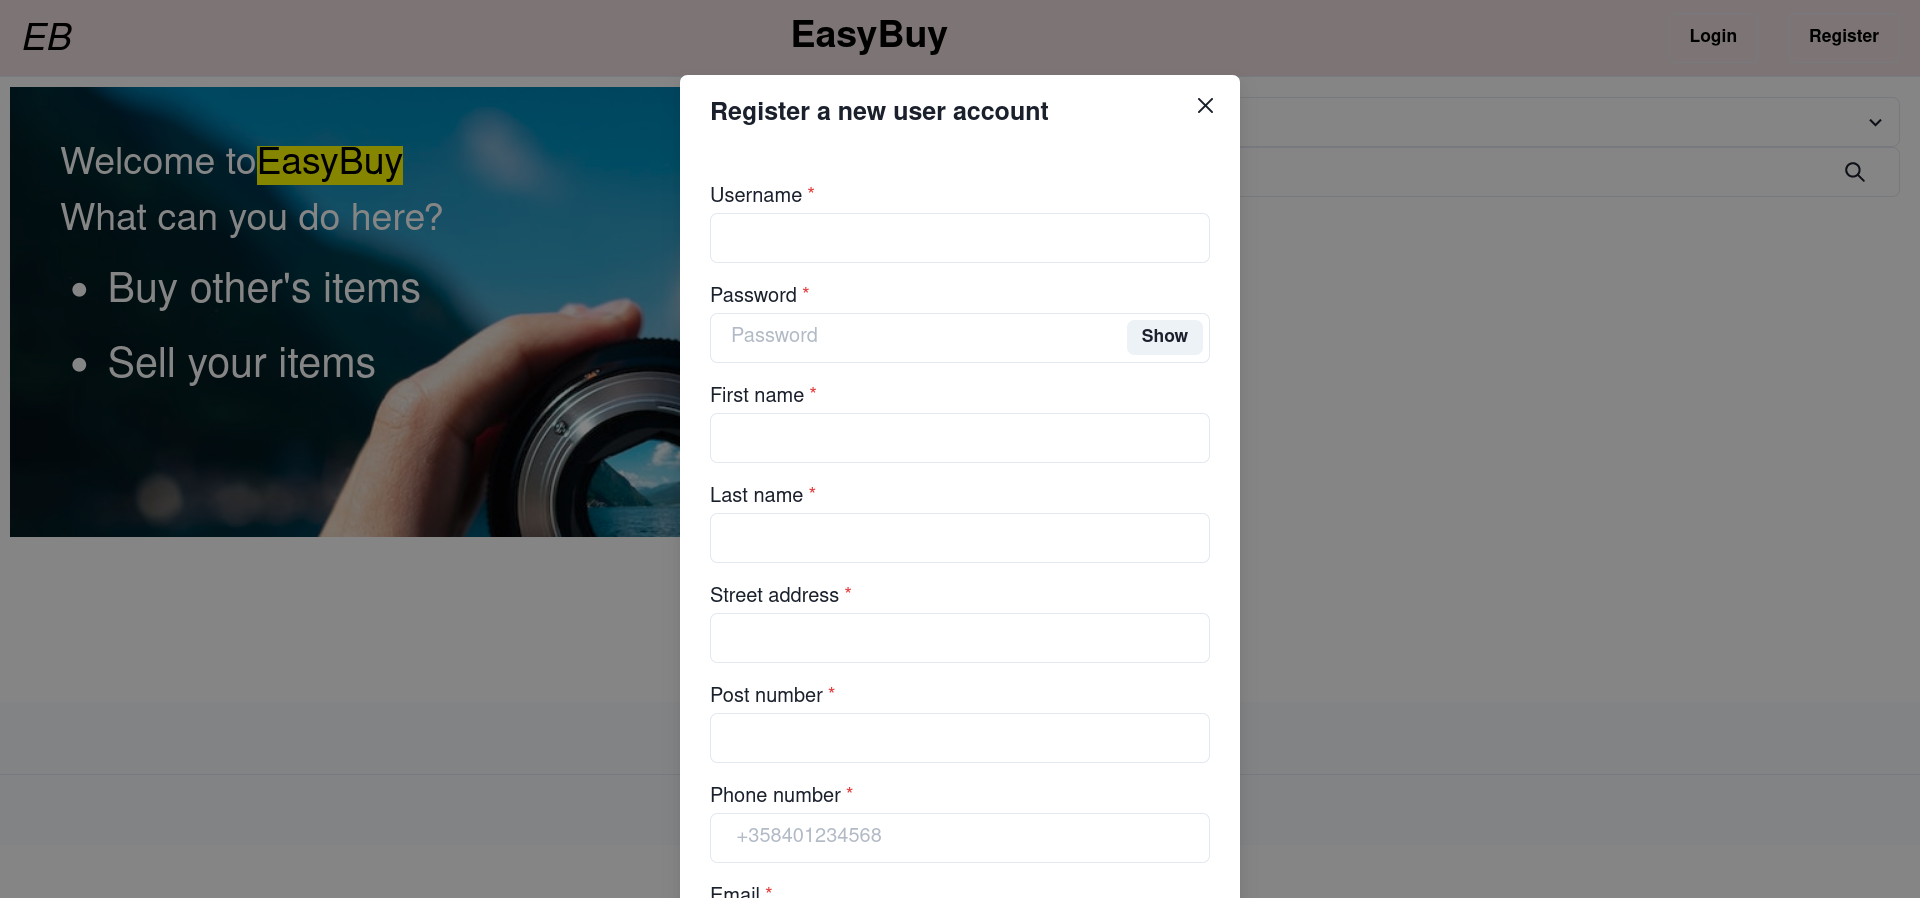 EB
EasyBuy
Login
Register
Welcome toEasyBuy
What can you do here?
• Buy other's items
• Sell your items
Register a new user account
Username *
Password *
Password
Show
First name *
Last name *
Street address *
Post number *
Phone number *
+358401234568
Email *